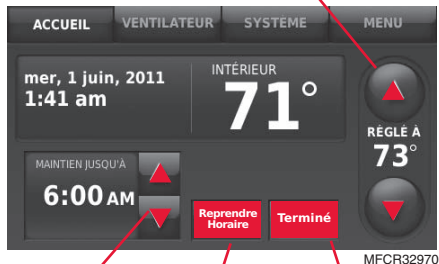 ACCUEIL VENTILATEUR SYSTÈME MENU
mer, 1 juin, 2011
1:41 am
INTÉRIEUR
71°
RÉGLÉ À
73°
MAINTIEN JUSQU'À
6:00 AM
Reprendre
Horaire
Terminé
MFCR32970